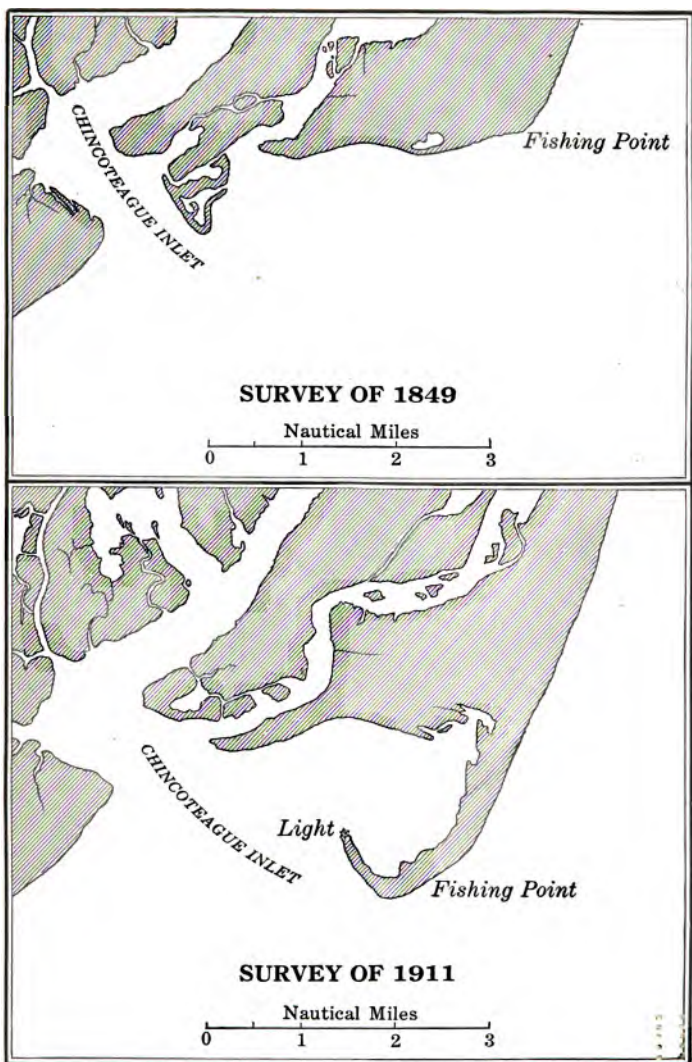 Fishing Point
CHINCOTEAGUE INLET
SURVEY OF 1849
Nautical Miles
0 1 2 3
CHINCOTEAGUE INLET
Light
Fishing Point
SURVEY OF 1911
Nautical Miles
0 1 2 3